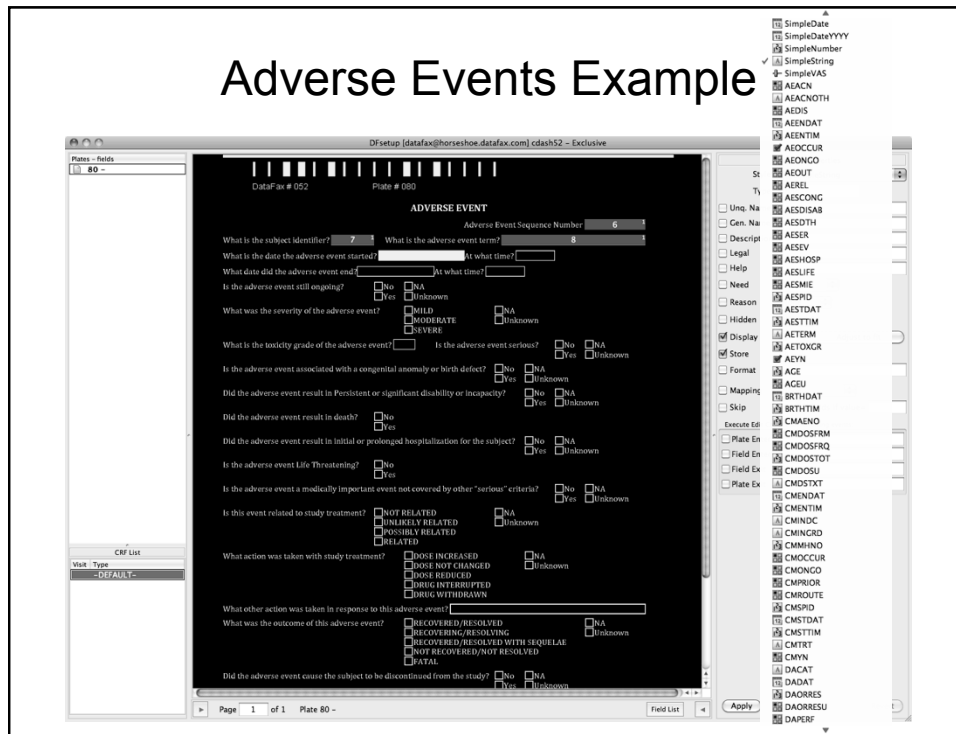 Adverse Events Example
DFsetup [datafax@horseshoe.datafax.com] cdash52 – Exclusive
Plates – fields
80 –
DataFax # 052 Plate # 080
ADVERSE EVENT
Adverse Event Sequence Number 6 1
What is the subject identifier? 7 1 What is the adverse event term? 8 1
What is the date the adverse event started? At what time?
What date did the adverse event end? At what time?
Is the adverse event still ongoing? No NA
Yes Unknown
What was the severity of the adverse event? MILD NA
MODERATE Unknown
SEVERE
What is the toxicity grade of the adverse event? Is the adverse event serious? No NA
Yes Unknown
Is the adverse event associated with a congenital anomaly or birth defect? No NA
Yes Unknown
Did the adverse event result in Persistent or significant disability or incapacity? No NA
Yes Unknown
Did the adverse event result in death? No
Yes
Did the adverse event result in initial or prolonged hospitalization for the subject? No NA
Yes Unknown
Is the adverse event Life Threatening? No
Yes
Is the adverse event a medically important event not covered by other "serious" criteria? No NA
Yes Unknown
Is this event related to study treatment? NOT RELATED NA
UNLIKELY RELATED Unknown
POSSIBLY RELATED
RELATED
What action was taken with study treatment? DOSE INCREASED NA
DOSE NOT CHANGED Unknown
DOSE REDUCED
DRUG INTERRUPTED
DRUG WITHDRAWN
What other action was taken in response to this adverse event?
What was the outcome of this adverse event? RECOVERED/RESOLVED NA
RECOVERING/RESOLVING Unknown
RECOVERED/RESOLVED WITH SEQUELAE
NOT RECOVERED/NOT RESOLVED
FATAL
Did the adverse event cause the subject to be discontinued from the study? No NA
Yes Unknown
CRF List
Visit Type
–DEFAULT–
Page 1 of 1 Plate 80 –
Field List
St
Ty
Unq. Na
Gen. Na
Descript
Legal
Help
Need
Reason
Hidden
Display
Store
Format
Mapping
Skip
Execute Edi
Plate En
Field En
Field Ex
Plate Ex
Apply
SimpleDate
SimpleDateYYYY
SimpleNumber
SimpleString
SimpleVAS
AEACN
AEACNOTH
AEDIS
AEENDAT
AEENTIM
AEOCCUR
AEONGO
AEOUT
AEREL
AESCONG
AESDISAB
AESDTH
AESER
AESEV
AESHOSP
AESLIFE
AESMIE
AESPID
AESTDAT
AESTTIM
AETERM
AETOXGR
AEYN
AGE
AGEU
BRTHDAT
BRTHTIM
CMAENO
CMDOSFRM
CMDOSFRQ
CMDOSTOT
CMDOSU
CMDSTXT
CMENDAT
CMENTIM
CMINDC
CMINGRD
CMMHNO
CMOCCUR
CMONGO
CMPRIOR
CMROUTE
CMSPID
CMSTDAT
CMSTTIM
CMTRT
CMYN
DACAT
DADAT
DAORRES
DAORRESU
DAPERF